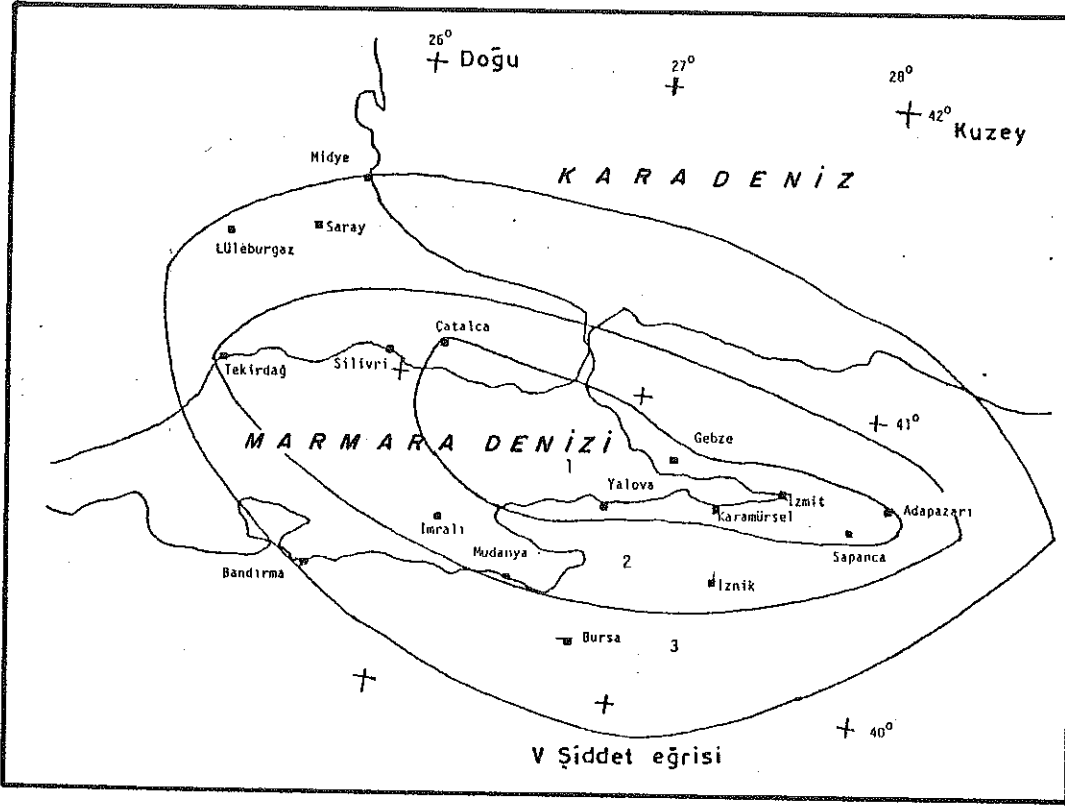 26°
Doğu
27°
28°
42°
Kuzey
Midye
KARADENİZ
Saray
Lüleburgaz
Çatalca
Silivri
Tekirdağ
41°
MARMARA DENİZİ
Gebze
1
Yalova
İzmit
Karamürsel
Adapazarı
İmralı
Sapanca
Mudanya
2
Bandırma
İznik
Bursa
3
40°
V Şiddet eğrisi